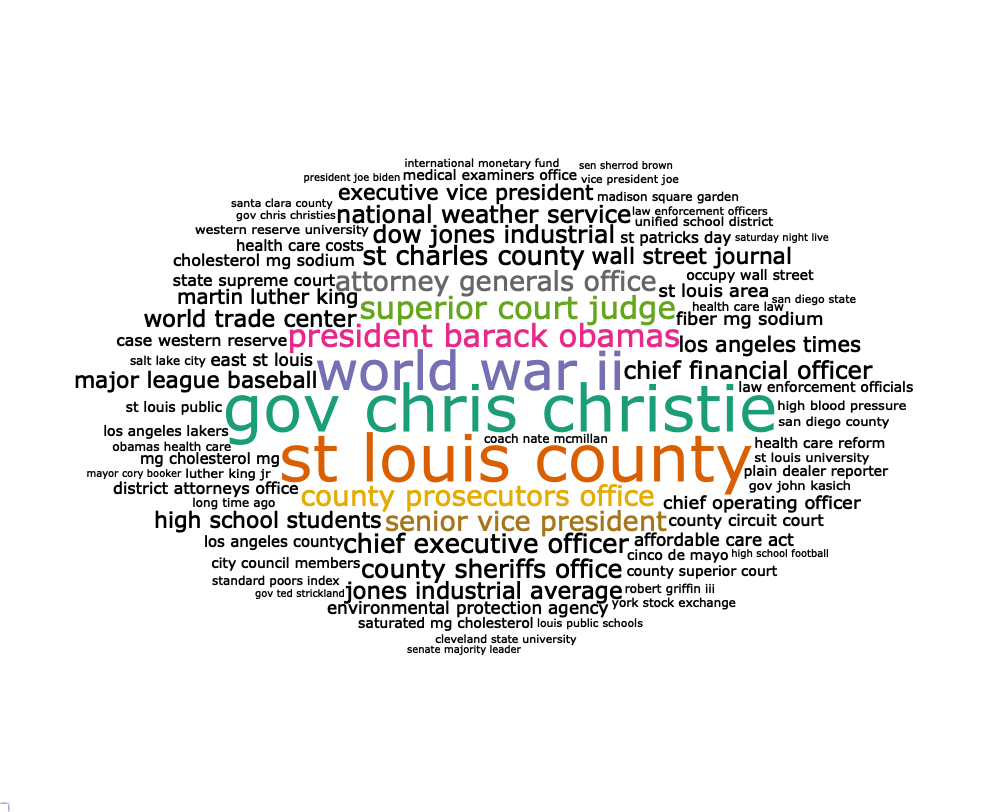 international monetary fund sen sherrod brown
president joe biden medical examiners office vice president joe
executive vice president madison square garden
santa clara county
gov chris christies national weather service law enforcement officers
unified school district
western reserve university dow jones industrial st patricks day saturday night live
health care costs
cholesterol mg sodium st charles county wall street journal
state supreme court attorney generals office occupy wall street
martin luther king st louis area san diego state
superior court judge health care law
world trade center fiber mg sodium
case western reserve president barack obamas los angeles times
salt lake city east st louis world war ii chief financial officer
major league baseball law enforcement officials
st louis public gov chris christie high blood pressure
san diego county
los angeles lakers coach nate mcmillan health care reform
obamas health care
mg cholesterol mg st louis county st louis university
mayor cory booker luther king jr plain dealer reporter
district attorneys office county prosecutors office gov john kasich
long time ago chief operating officer
high school students senior vice president county circuit court
los angeles county chief executive officer affordable care act
cinco de mayo high school football
city council members county sheriffs office county superior court
standard poors index
gov ted strickland jones industrial average robert griffin iii
environmental protection agency york stock exchange
saturated mg cholesterol louis public schools
cleveland state university
senate majority leader